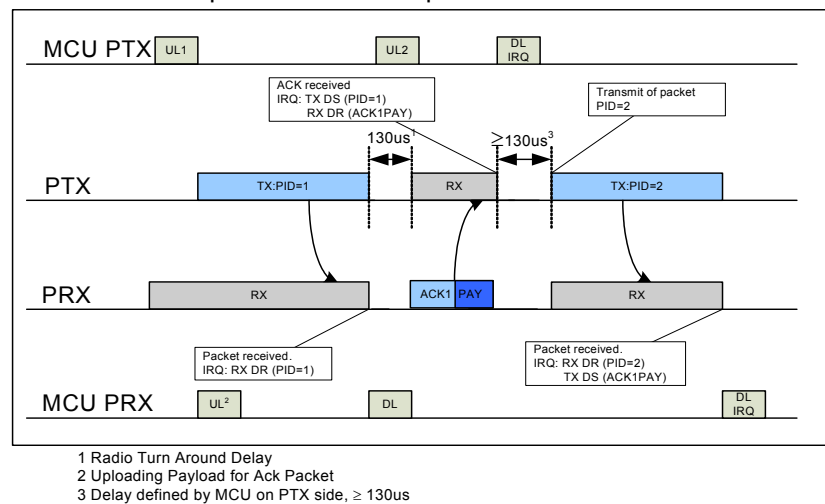 MCU PTX
UL1
UL2
DL
IRQ
ACK received
IRQ: TX DS (PID=1)
RX DR (ACK1PAY)
Transmit of packet
PID=2
130us1
≥130us3
PTX
TX:PID=1
RX
TX:PID=2
PRX
RX
ACK1 PAY
RX
Packet received.
IRQ: RX DR (PID=1)
Packet received.
IRQ: RX DR (PID=2)
TX DS (ACK1PAY)
MCU PRX
UL2
DL
DL
IRQ
1 Radio Turn Around Delay
2 Uploading Payload for Ack Packet
3 Delay defined by MCU on PTX side, ≥ 130us